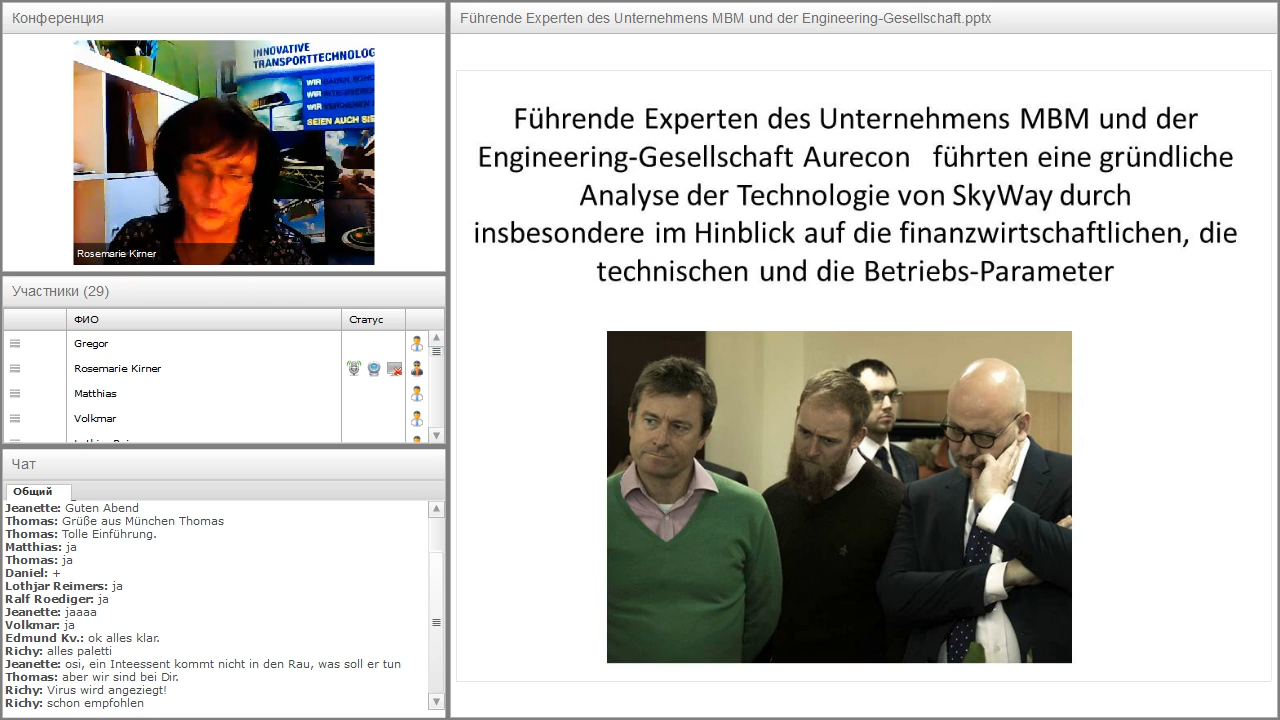 Конференция
INNOVATIVE
TRANSPORTTECHNOLOG
WIR
WIR
WIR
SEIEN AUCH SIE
Rosemarie Kirner
Участники (29)
ФИО
Статус
Gregor
Rosemarie Kirner
Matthias
Volkmar
Чат
Общий
Jeanette: Guten Abend
Thomas: Grüße aus München Thomas
Thomas: Tolle Einführung.
Matthias: ja
Thomas: ja
Daniel: +
Lothjar Reimers: ja
Ralf Roediger: ja
Jeanette: jaaaa
Volkmar: ja
Edmund Kv.: ok alles klar.
Richy: alles paletti
Jeanette: osi, ein Inteessent kommt nicht in den Rau, was soll er tun
Thomas: aber wir sind bei Dir.
Richy: Virus wird angeziegt!
Richy: schon empfohlen
Führende Experten des Unternehmens MBM und der Engineering-Gesellschaft.pptx
Führende Experten des Unternehmens MBM und der
Engineering-Gesellschaft Aurecon führten eine gründliche
Analyse der Technologie von SkyWay durch
insbesondere im Hinblick auf die finanzwirtschaftlichen, die
technischen und die Betriebs-Parameter